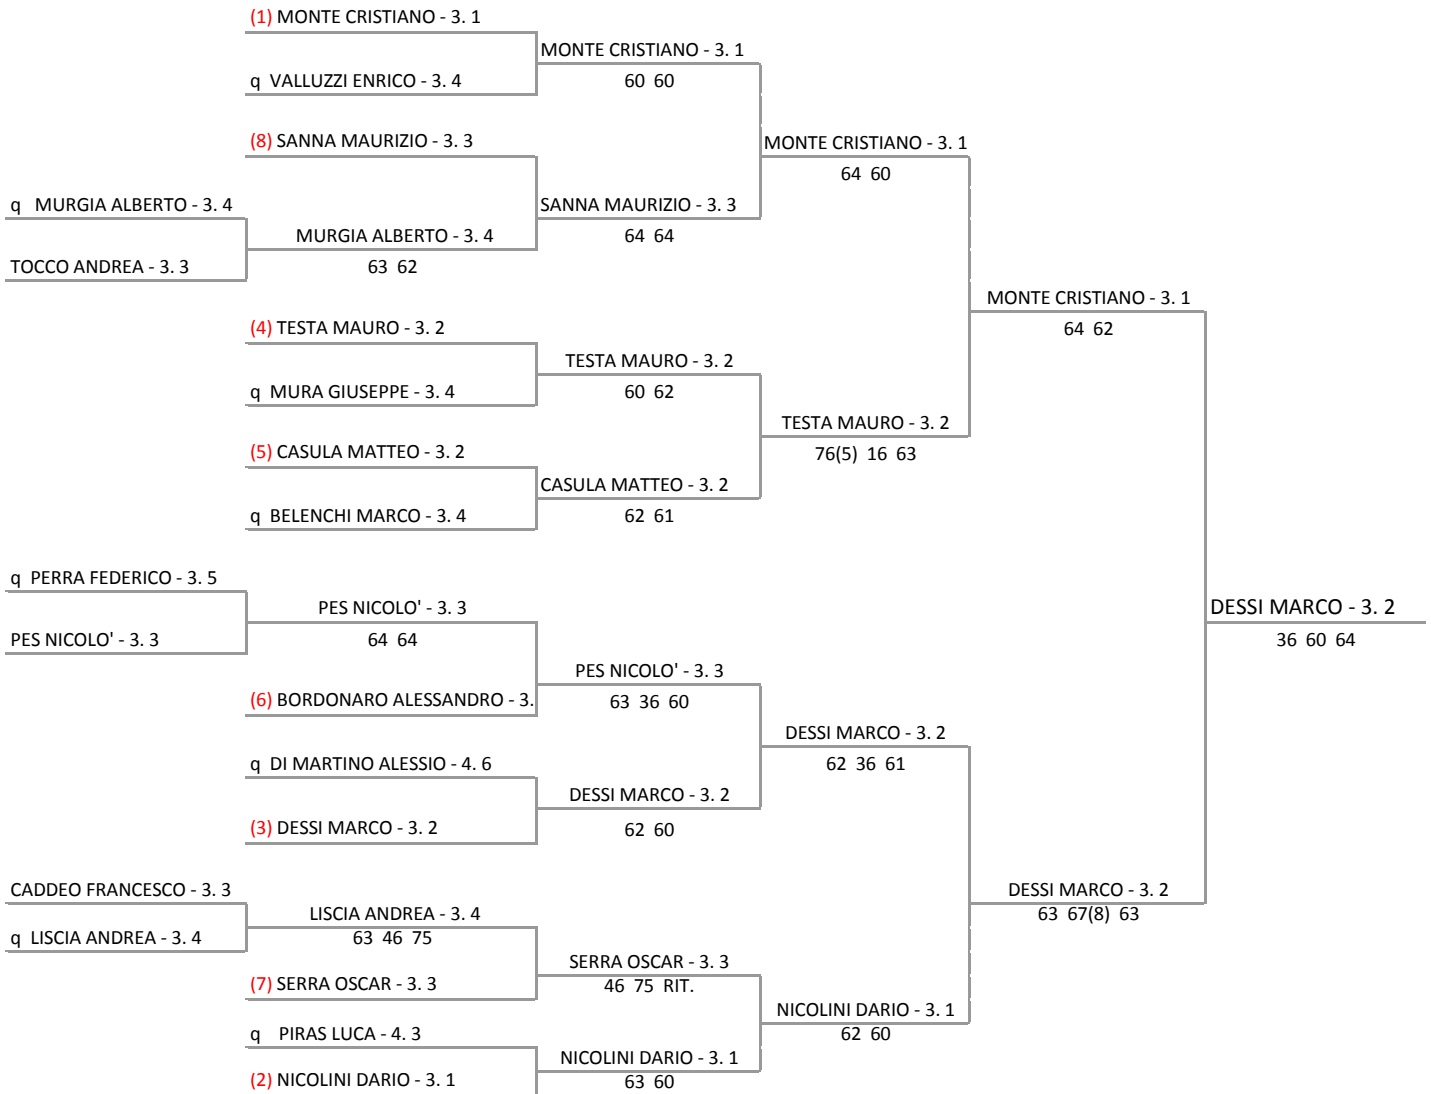 (1) MONTE CRISTIANO - 3. 1
MONTE CRISTIANO - 3. 1
q VALLUZZI ENRICO - 3. 4
60 60
(8) SANNA MAURIZIO - 3. 3
MONTE CRISTIANO - 3. 1
64 60
q MURGIA ALBERTO - 3. 4
SANNA MAURIZIO - 3. 3
MURGIA ALBERTO - 3. 4
64 64
TOCCO ANDREA - 3. 3
63 62
MONTE CRISTIANO - 3. 1
64 62
(4) TESTA MAURO - 3. 2
TESTA MAURO - 3. 2
q MURA GIUSEPPE - 3. 4
60 62
TESTA MAURO - 3. 2
76(5) 16 63
(5) CASULA MATTEO - 3. 2
CASULA MATTEO - 3. 2
q BELENCHI MARCO - 3. 4
62 61
q PERRA FEDERICO - 3. 5
PES NICOLO' - 3. 3
DESSI MARCO - 3. 2
PES NICOLO' - 3. 3
64 64
36 60 64
PES NICOLO' - 3. 3
(6) BORDONARO ALESSANDRO - 3.
63 36 60
DESSI MARCO - 3. 2
62 36 61
q DI MARTINO ALESSIO - 4. 6
DESSI MARCO - 3. 2
(3) DESSI MARCO - 3. 2
62 60
CADDEO FRANCESCO - 3. 3
DESSI MARCO - 3. 2
63 67(8) 63
LISCIA ANDREA - 3. 4
q LISCIA ANDREA - 3. 4
63 46 75
SERRA OSCAR - 3. 3
(7) SERRA OSCAR - 3. 3
46 75 RIT.
NICOLINI DARIO - 3. 1
62 60
q PIRAS LUCA - 4. 3
NICOLINI DARIO - 3. 1
(2) NICOLINI DARIO - 3. 1
63 60